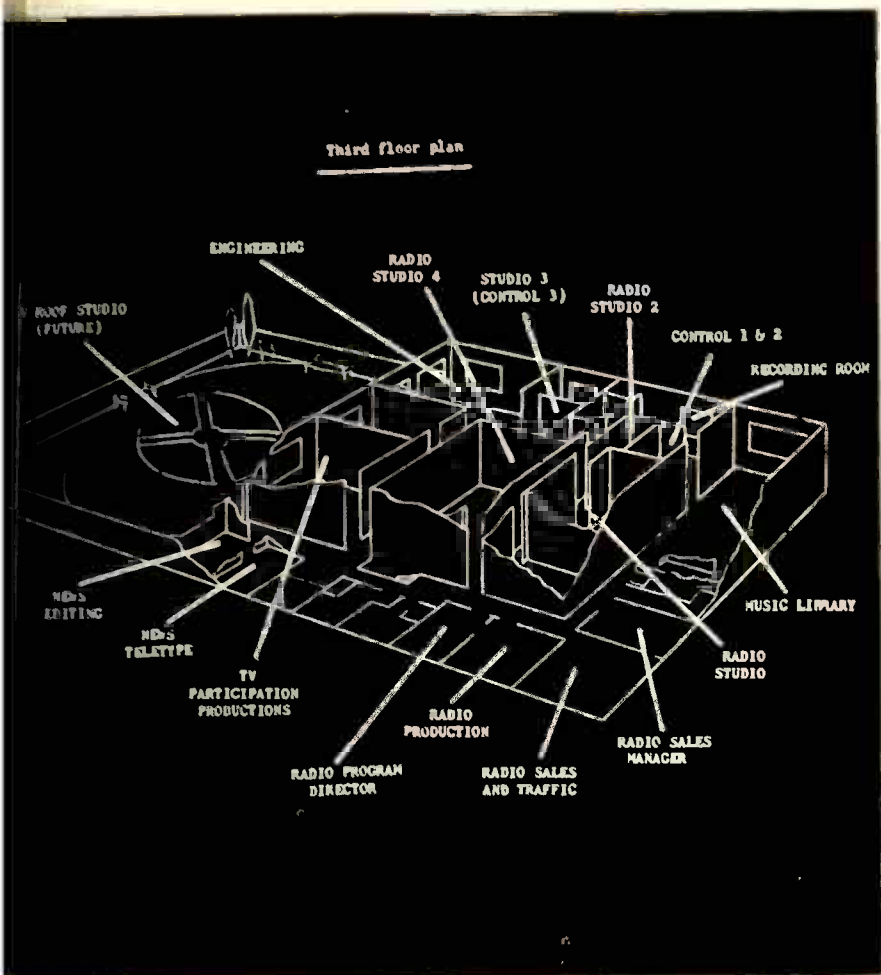 Third floor plan
ENGINEERING
RADIO
STUDIO 4
STUDIO 3
(CONTROL 3)
RADIO
STUDIO 2
CONTROL 1 & 2
RECORDING ROOM
ROOF STUDIO
(FUTURE)
NEWS
EDITING
NEWS
TELETYPE
TV
PARTICIPATION
PRODUCTIONS
RADIO PROGRAM
DIRECTOR
RADIO
PRODUCTION
RADIO SALES
AND TRAFFIC
RADIO SALES
MANAGER
RADIO
STUDIO
MUSIC LIBRARY